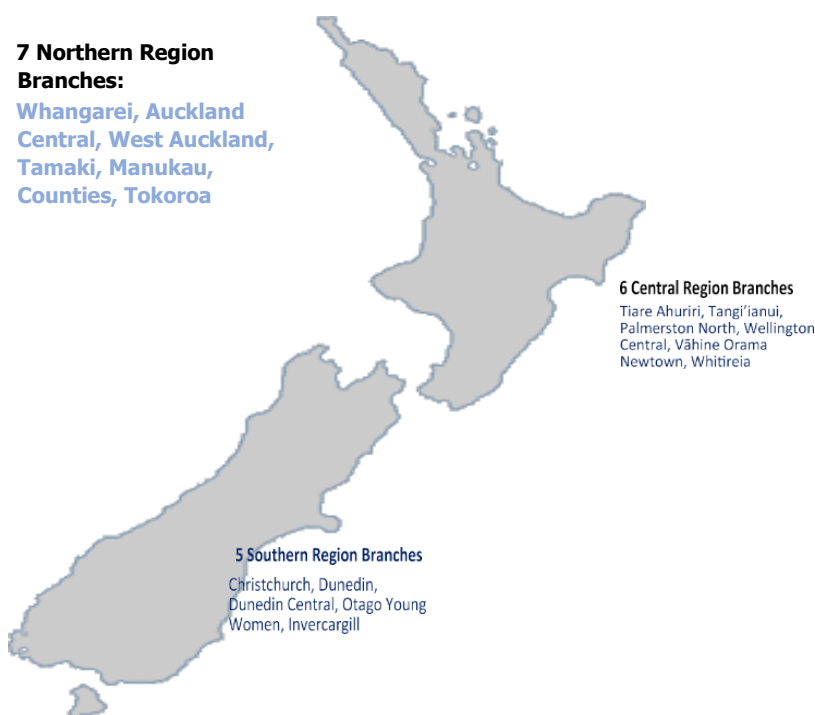 7 Northern Region
Branches:
Whangarei, Auckland
Central, West Auckland,
Tamaki, Manukau,
Counties, Tokoroa
6 Central Region Branches
Tiare Ahuriri, Tangi’ianui,
Palmerston North, Wellington
Central, Vāhine Orama
Newtown, Whitireia
5 Southern Region Branches
Christchurch, Dunedin,
Dunedin Central, Otago Young
Women, Invercargill